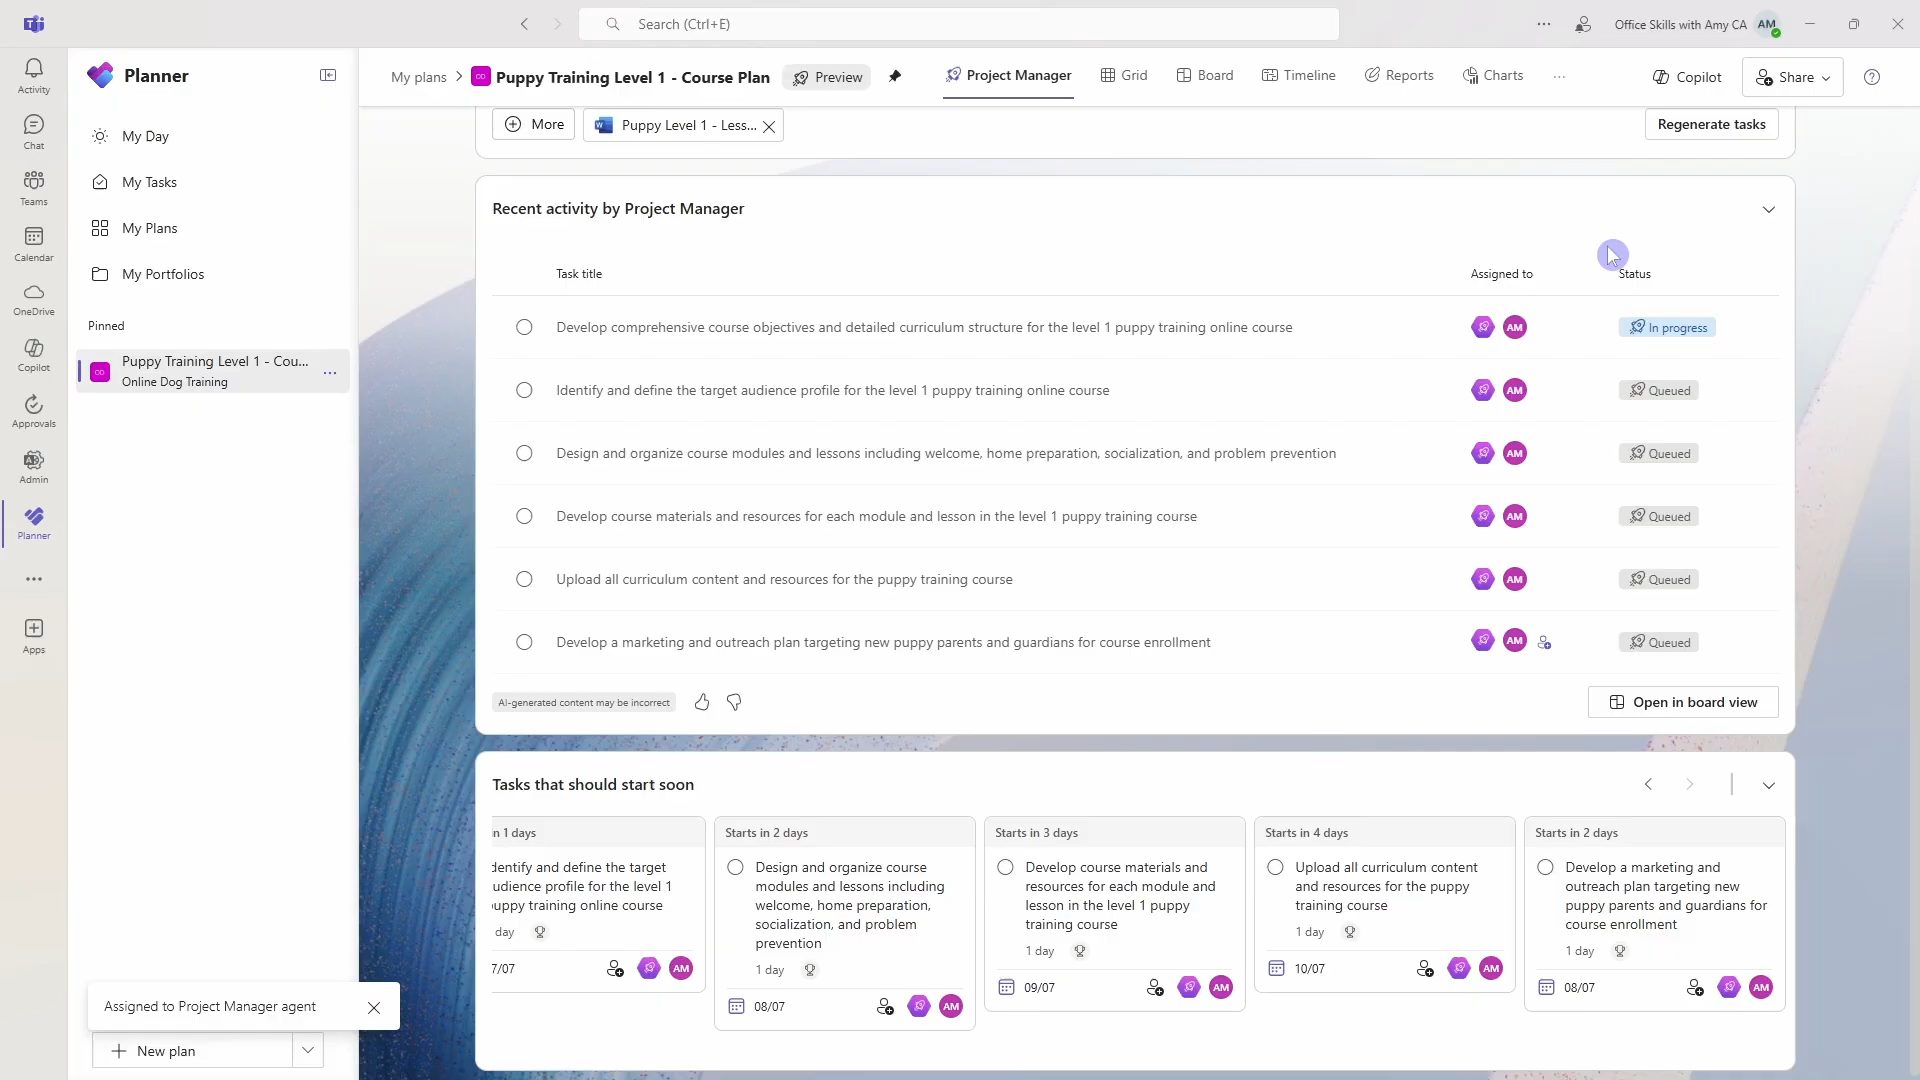 Search (Ctrl+E)
Office Skills with Amy CA
AM
Activity
Chat
Teams
Calendar
OneDrive
Copilot
Approvals
Admin
Planner
Apps
Planner
My Day
My Tasks
My Plans
My Portfolios
Pinned
Puppy Training Level 1 - Cou...
Online Dog Training
Assigned to Project Manager agent
New plan
My plans
Puppy Training Level 1 - Course Plan
Preview
Project Manager
Grid
Board
Timeline
Reports
Charts
Copilot
Share
More
Puppy Level 1 - Less...
Regenerate tasks
Recent activity by Project Manager
Task title
Assigned to
Status
Develop comprehensive course objectives and detailed curriculum structure for the level 1 puppy training online course
AM
In progress
Identify and define the target audience profile for the level 1 puppy training online course
AM
Queued
Design and organize course modules and lessons including welcome, home preparation, socialization, and problem prevention
AM
Queued
Develop course materials and resources for each module and lesson in the level 1 puppy training course
AM
Queued
Upload all curriculum content and resources for the puppy training course
AM
Queued
Develop a marketing and outreach plan targeting new puppy parents and guardians for course enrollment
AM
Queued
AI-generated content may be incorrect
Open in board view
Tasks that should start soon
n 1 days
dentify and define the target
udience profile for the level 1
uppy training online course
day
7/07
AM
Starts in 2 days
Design and organize course
modules and lessons including
welcome, home preparation,
socialization, and problem
prevention
1 day
08/07
AM
Starts in 3 days
Develop course materials and
resources for each module and
lesson in the level 1 puppy
training course
1 day
09/07
AM
Starts in 4 days
Upload all curriculum content
and resources for the puppy
training course
1 day
10/07
AM
Starts in 2 days
Develop a marketing and
outreach plan targeting new
puppy parents and guardians for
course enrollment
1 day
08/07
AM